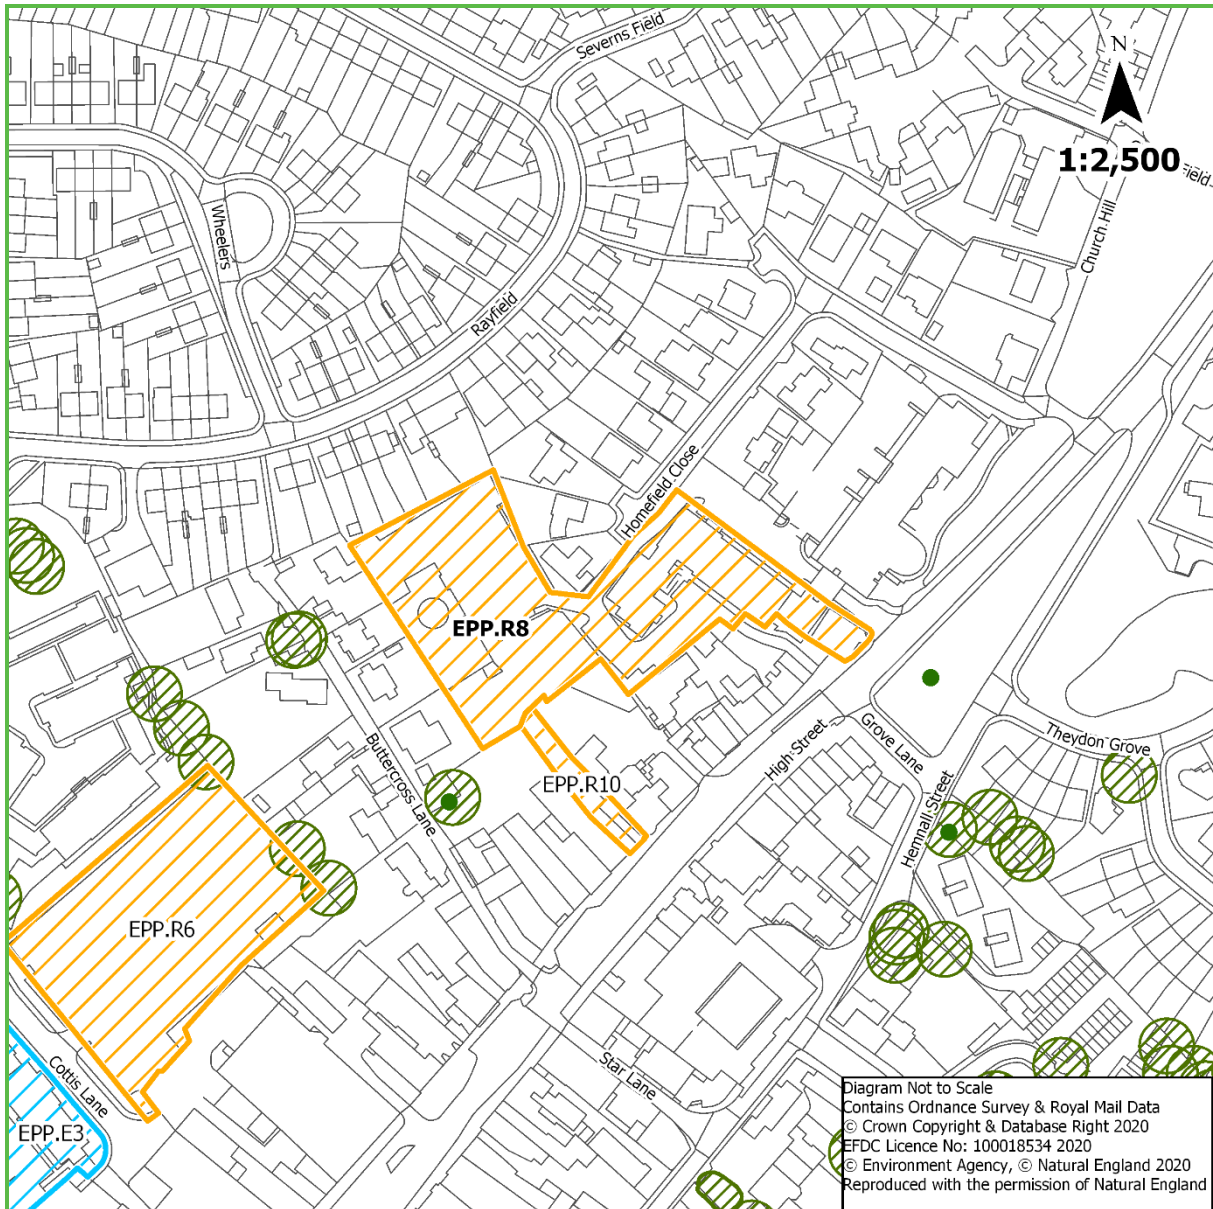 Severns Field
N
1:2,500
Field
Wheelers
Church Hill
Rayfield
Homefield Close
EPP.R8
High Street
Grove Lane
Theydon Grove
Buttercross Lane
EPP.R10
Hemnall Street
EPP.R6
Cottis Lane
Star Lane
EPP.E3
Diagram Not to Scale
Contains Ordnance Survey & Royal Mail Data
© Crown Copyright & Database Right 2020
EFDC Licence No: 100018534 2020
© Environment Agency, © Natural England 2020
Reproduced with the permission of Natural England